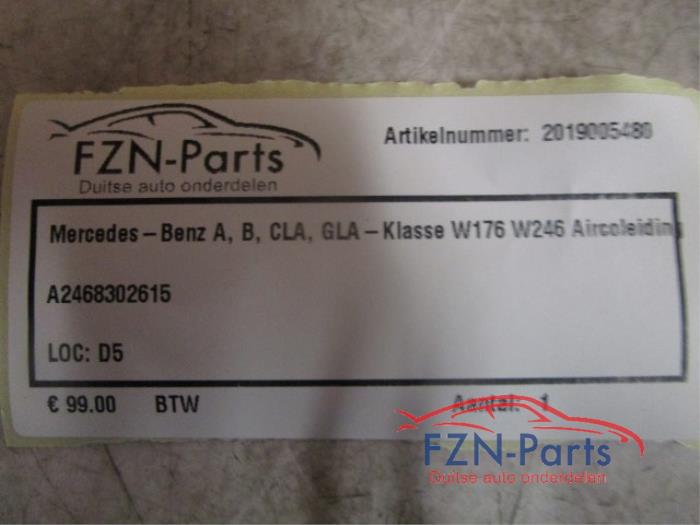 FZN-Parts
Duitse auto onderdelen
Artikelnummer: 2019005480
Mercedes-Benz A, B, CLA, GLA-Klasse W176 W246 Aircoleiding
A2468302615
LOC: D5
€ 99.00 BTW Aantal: 1
FZN-Parts
Duitse auto onderdelen